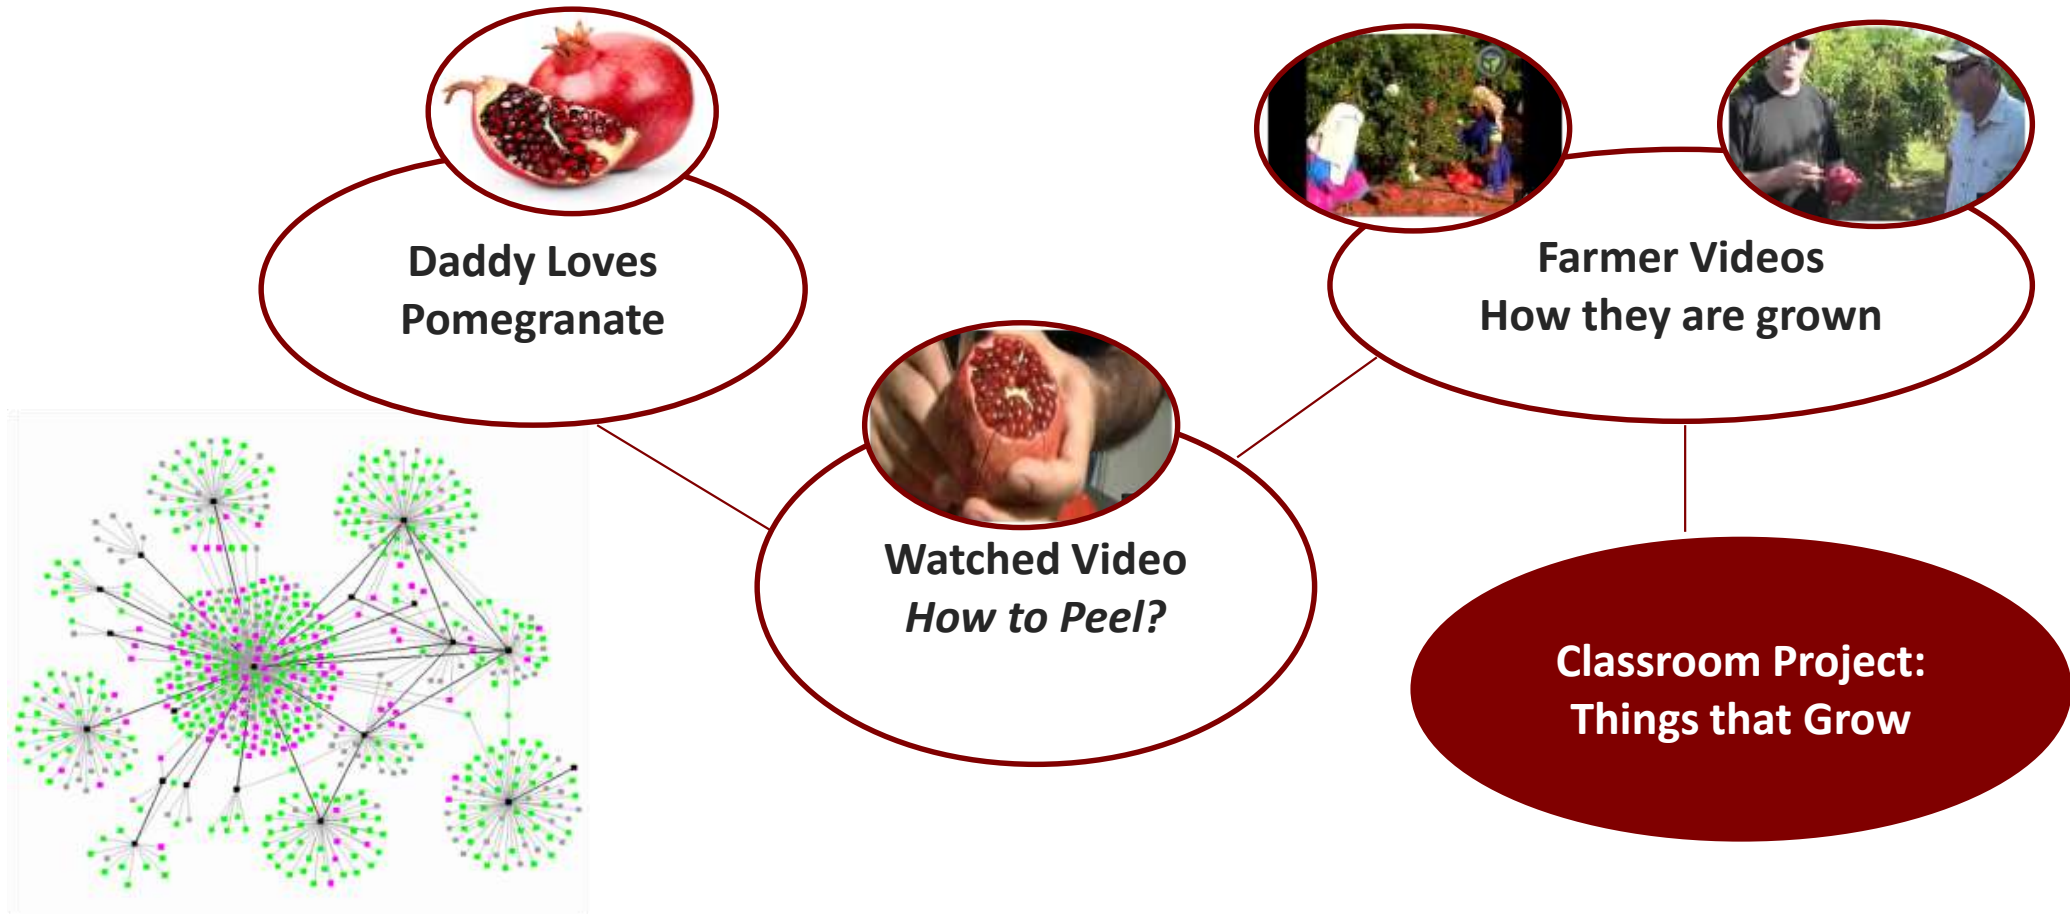 Daddy Loves
Pomegranate
Watched Video
How to Peel?
Farmer Videos
How they are grown
Classroom Project:
Things that Grow